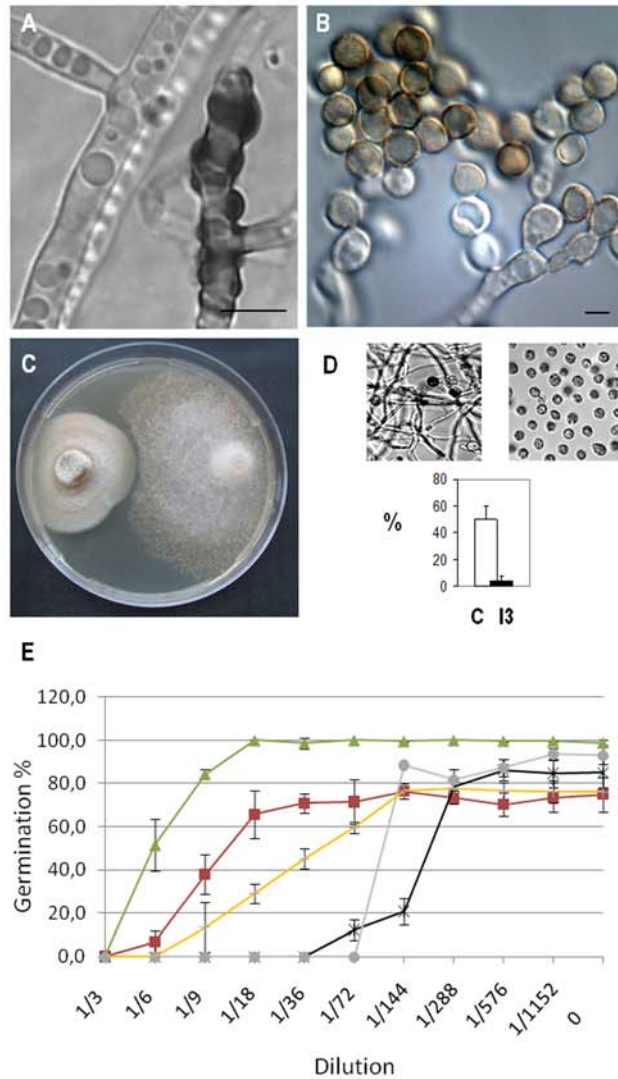 A
B
C
D
80
60
40
20
0
%
C I3
E
120,0
100,0
80,0
60,0
40,0
20,0
0,0
Germination %
1/3 1/6 1/9 1/18 1/36 1/72 1/144 1/288 1/576 1/1152 0
Dilution